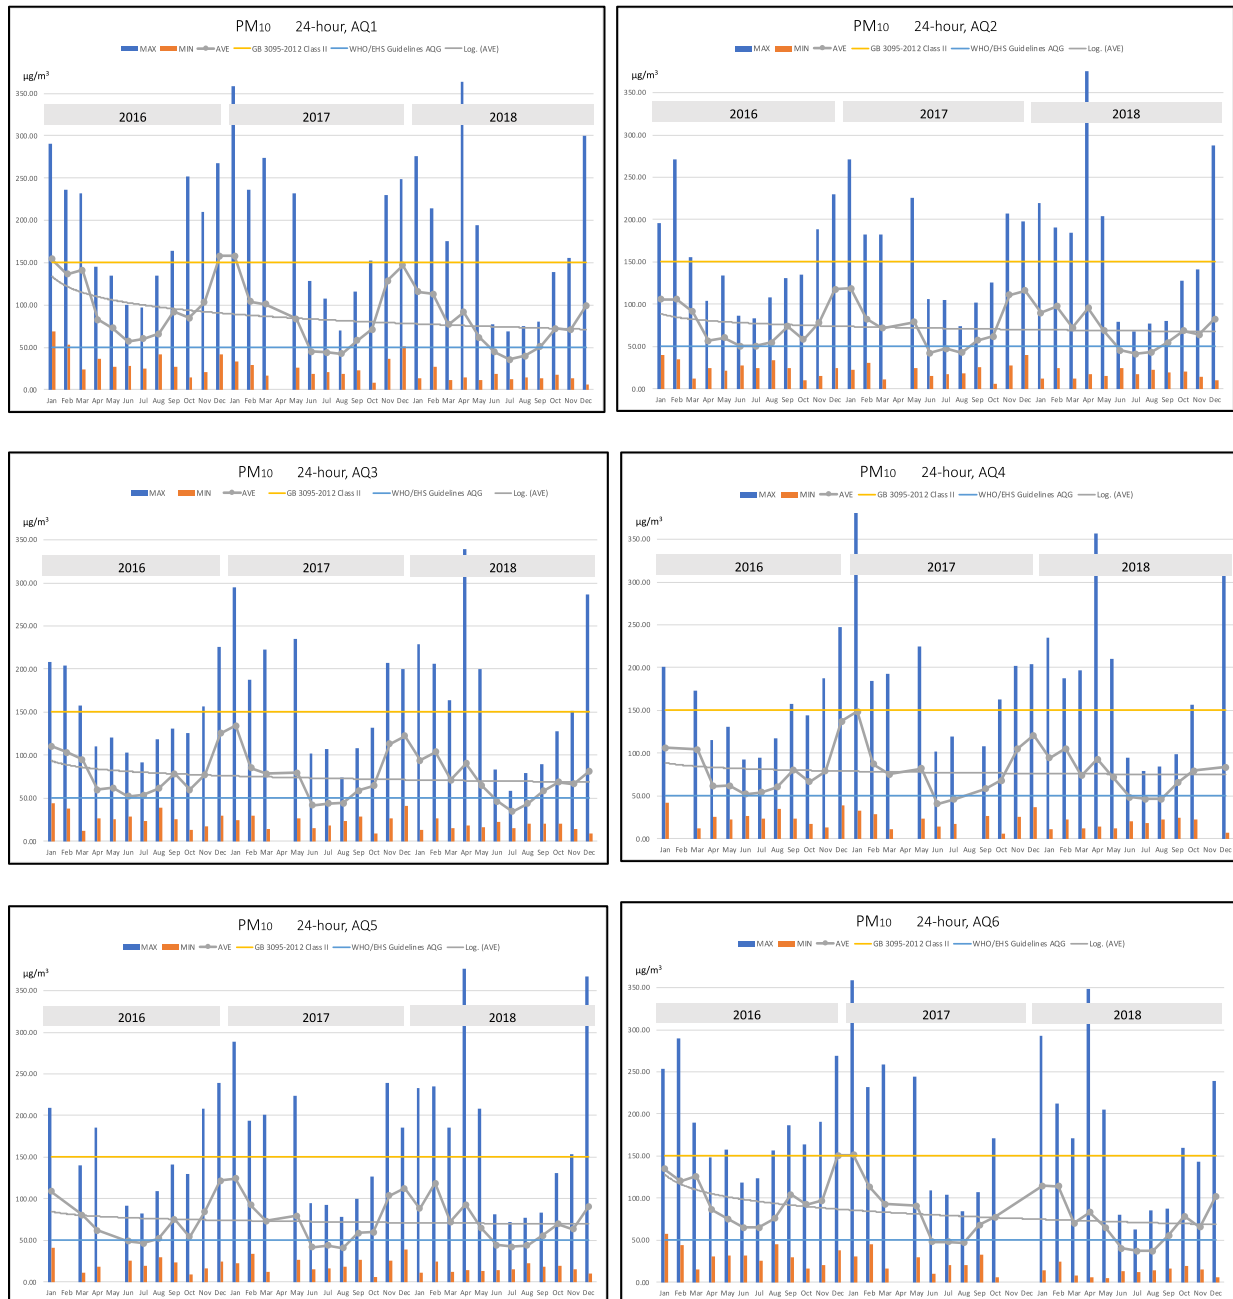 PM10 24-hour, AQ1
MAX MIN AVE GB 3095-2012 Class II WHO/EHS Guidelines AQG Log. (AVE)
µg/m³
350.00
300.00
250.00
200.00
150.00
100.00
50.00
0.00
2016 2017 2018
Jan Feb Mar Apr May Jun Jul Aug Sep Oct Nov Dec Jan Feb Mar Apr May Jun Jul Aug Sep Oct Nov Dec Jan Feb Mar Apr May Jun Jul Aug Sep Oct Nov Dec
PM10 24-hour, AQ2
MAX MIN AVE GB 3095-2012 Class II WHO/EHS Guidelines AQG Log. (AVE)
µg/m³
350.00
300.00
250.00
200.00
150.00
100.00
50.00
0.00
2016 2017 2018
Jan Feb Mar Apr May Jun Jul Aug Sep Oct Nov Dec Jan Feb Mar Apr May Jun Jul Aug Sep Oct Nov Dec Jan Feb Mar Apr May Jun Jul Aug Sep Oct Nov Dec
PM10 24-hour, AQ3
MAX MIN AVE GB 3095-2012 Class II WHO/EHS Guidelines AQG Log. (AVE)
µg/m³
350.00
300.00
250.00
200.00
150.00
100.00
50.00
0.00
2016 2017 2018
Jan Feb Mar Apr May Jun Jul Aug Sep Oct Nov Dec Jan Feb Mar Apr May Jun Jul Aug Sep Oct Nov Dec Jan Feb Mar Apr May Jun Jul Aug Sep Oct Nov Dec
PM10 24-hour, AQ4
MAX MIN AVE GB 3095-2012 Class II WHO/EHS Guidelines AQG Log. (AVE)
µg/m³
350.00
300.00
250.00
200.00
150.00
100.00
50.00
0.00
2016 2017 2018
Jan Feb Mar Apr May Jun Jul Aug Sep Oct Nov Dec Jan Feb Mar Apr May Jun Jul Aug Sep Oct Nov Dec Jan Feb Mar Apr May Jun Jul Aug Sep Oct Nov Dec
PM10 24-hour, AQ5
MAX MIN AVE GB 3095-2012 Class II WHO/EHS Guidelines AQG Log. (AVE)
µg/m³
350.00
300.00
250.00
200.00
150.00
100.00
50.00
0.00
2016 2017 2018
Jan Feb Mar Apr May Jun Jul Aug Sep Oct Nov Dec Jan Feb Mar Apr May Jun Jul Aug Sep Oct Nov Dec Jan Feb Mar Apr May Jun Jul Aug Sep Oct Nov Dec
PM10 24-hour, AQ6
MAX MIN AVE GB 3095-2012 Class II WHO/EHS Guidelines AQG Log. (AVE)
µg/m³
350.00
300.00
250.00
200.00
150.00
100.00
50.00
0.00
2016 2017 2018
Jan Feb Mar Apr May Jun Jul Aug Sep Oct Nov Dec Jan Feb Mar Apr May Jun Jul Aug Sep Oct Nov Dec Jan Feb Mar Apr May Jun Jul Aug Sep Oct Nov Dec